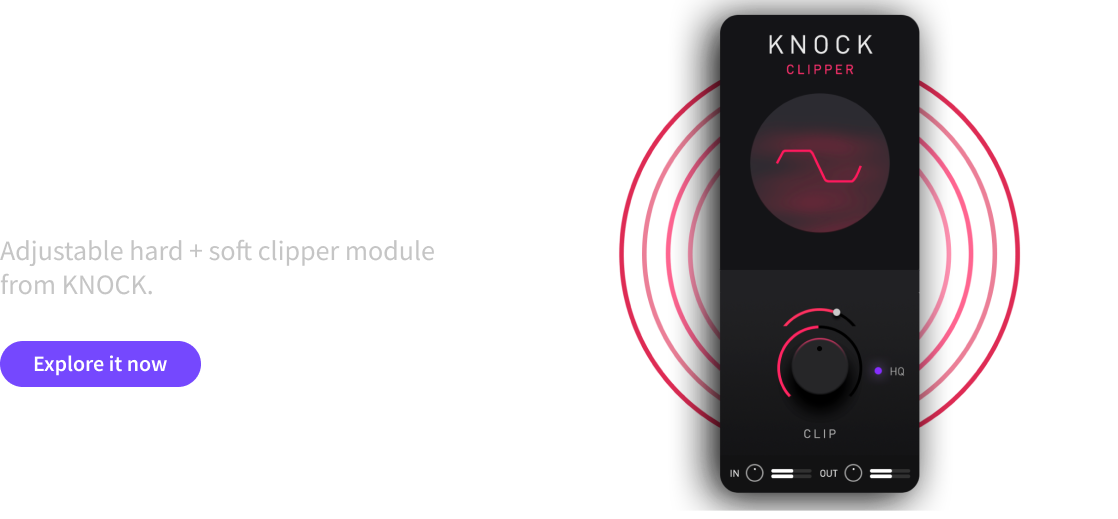 KNOCK
CLIPPER
Adjustable hard + soft clipper module
from KNOCK.
Explore it now
HQ
CLIP
IN
OUT